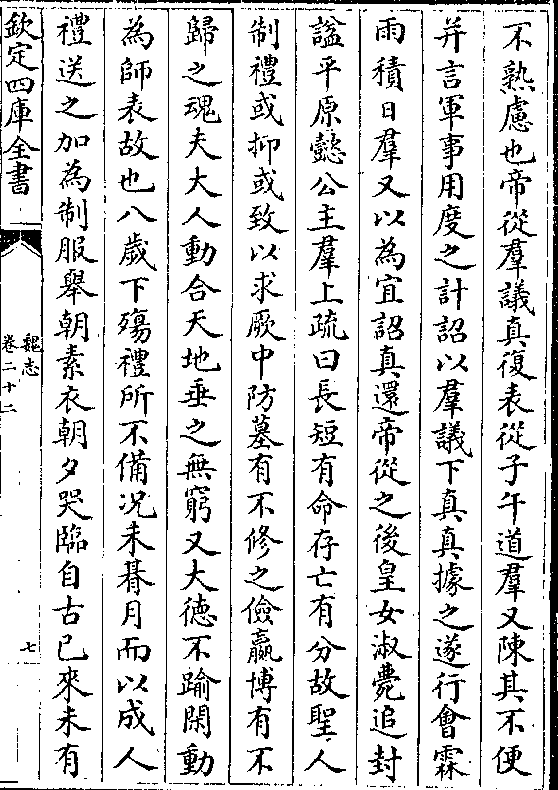 不熟慮也帝從羣議真復表從子午道羣又陳其不便
并言軍事用度之計詔以羣議下真真據之遂行會霖
雨積日羣又以為宜詔真還帝從之後皇女淑薨追封
諡平原懿公主羣上疏曰長短有命存亡有分故聖人
制禮或抑或致以求厥中防墓有不修之儉嬴博有不
歸之魂夫大人動合天地垂之無窮又大德不踰閑動
為師表故也八歲下殤禮所不備况未朞月而以成人
禮送之加為制服舉朝素衣朝夕哭臨自古已來未有
欽定四庫全書
魏志
卷二十二
七